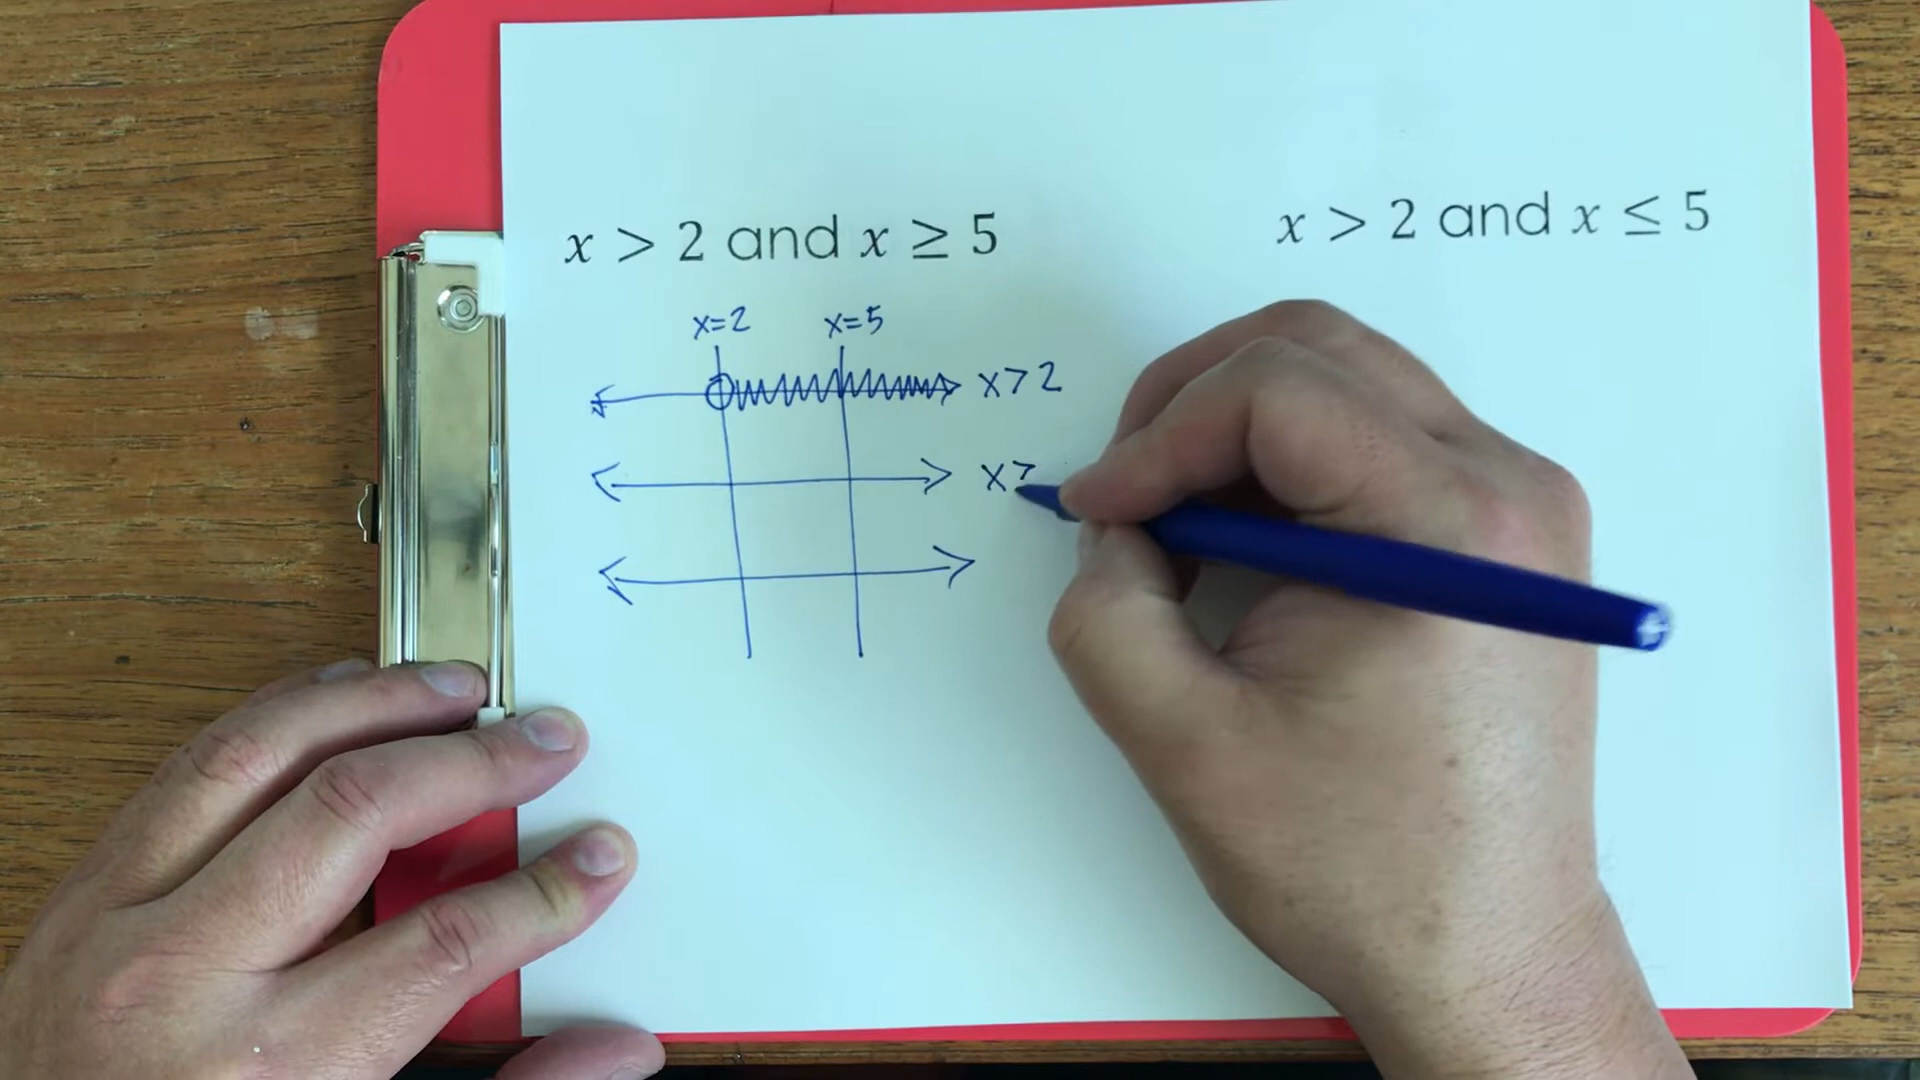 x > 2 and x ≥ 5
x > 2 and x ≤ 5
x=2 x=5
x>2
x>